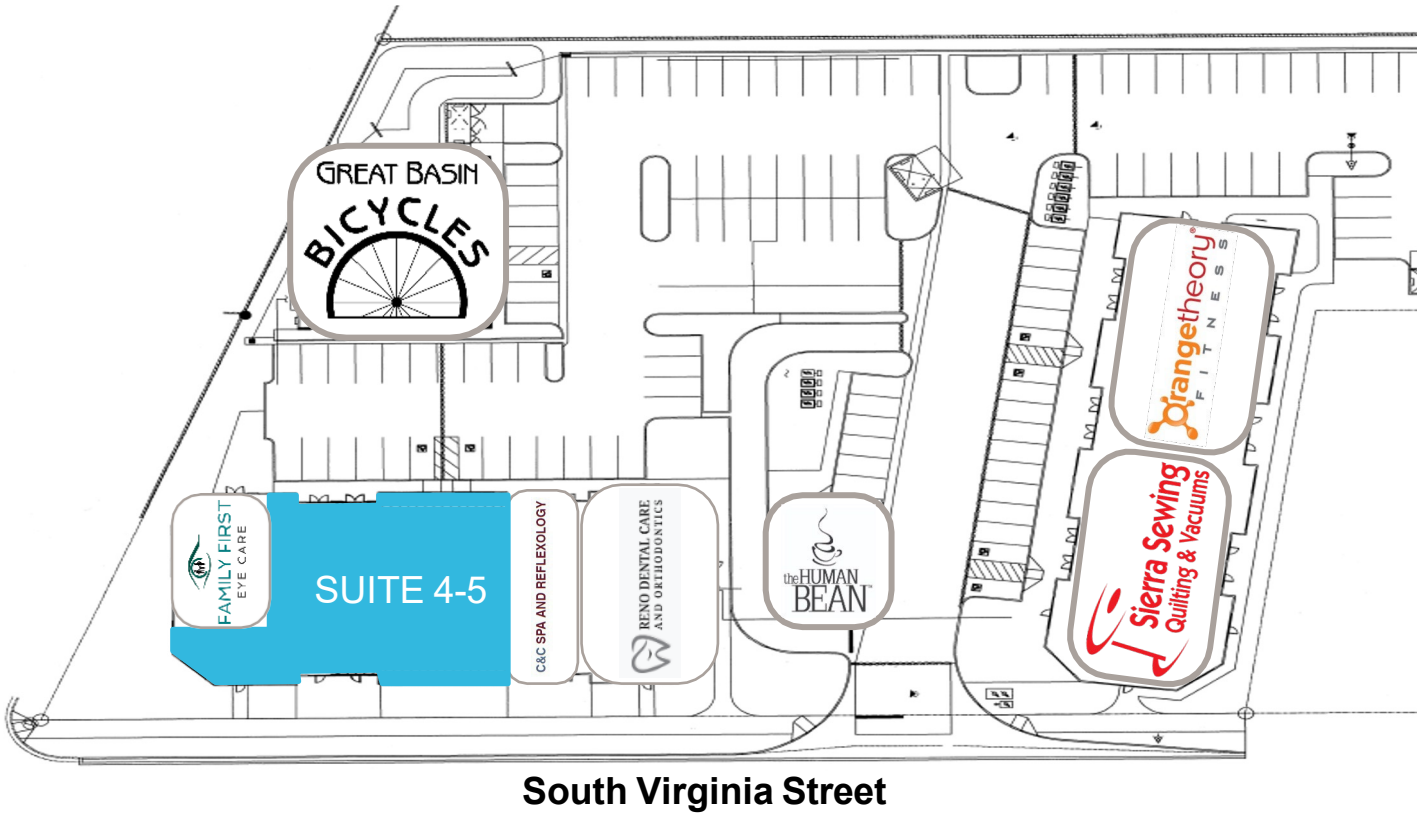 GREAT BASIN
BICYCLES
Orangetheory®
FITNESS
FAMILY FIRST
EYE CARE
SUITE 4-5
C&C SPA AND REFLEXOLOGY
RENO DENTAL CARE
AND ORTHODONTICS
the HUMAN
BEAN™
Sierra Sewing
Quilting & Vacuums
South Virginia Street